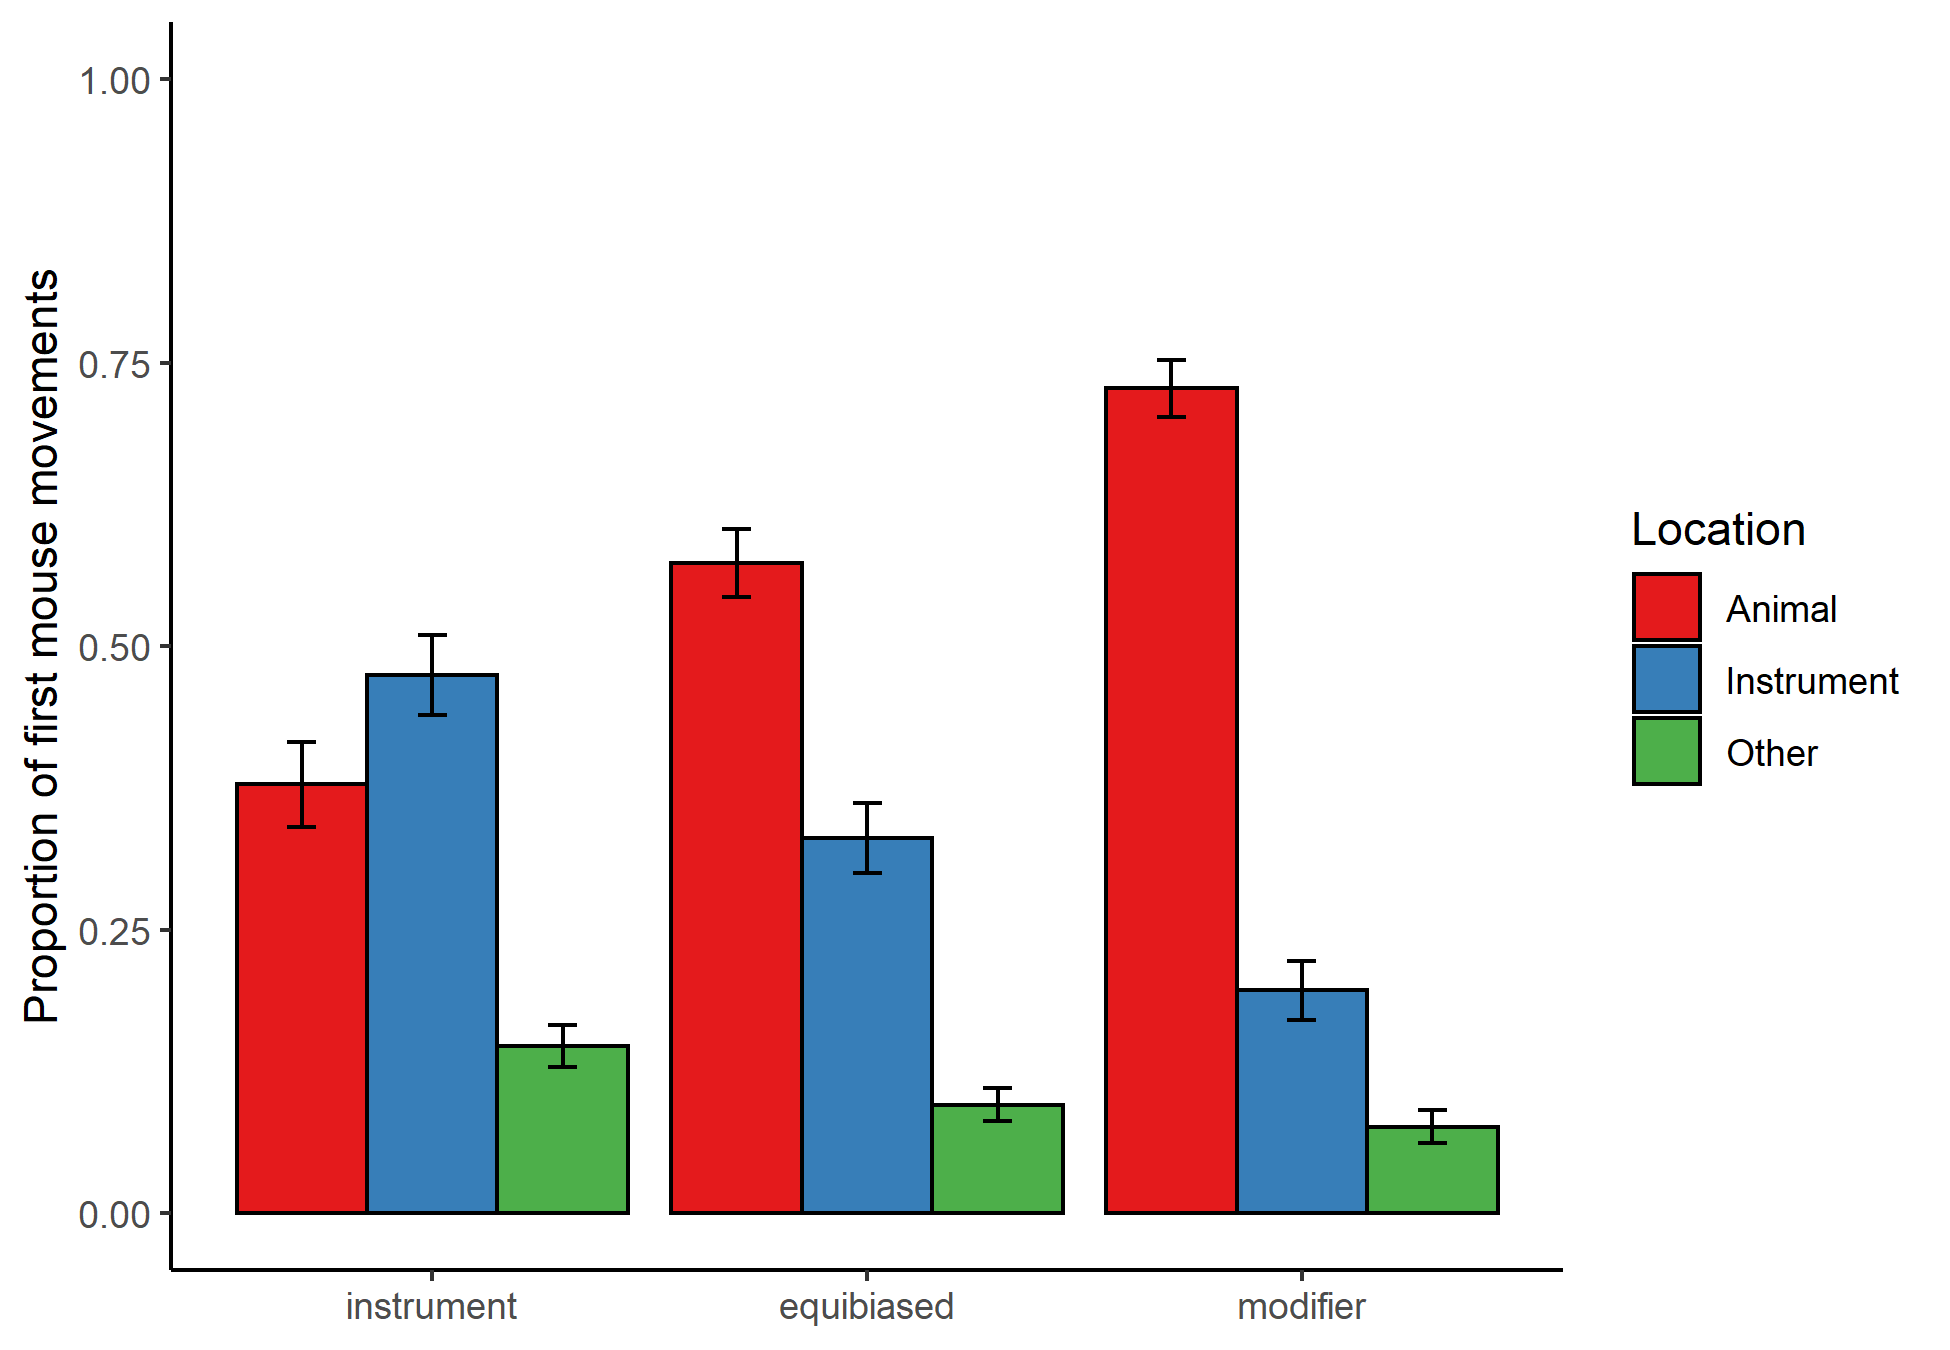 Proportion of first mouse movements
1.00
0.75
0.50
0.25
0.00
instrument
equibiased
modifier
Location
Animal
Instrument
Other